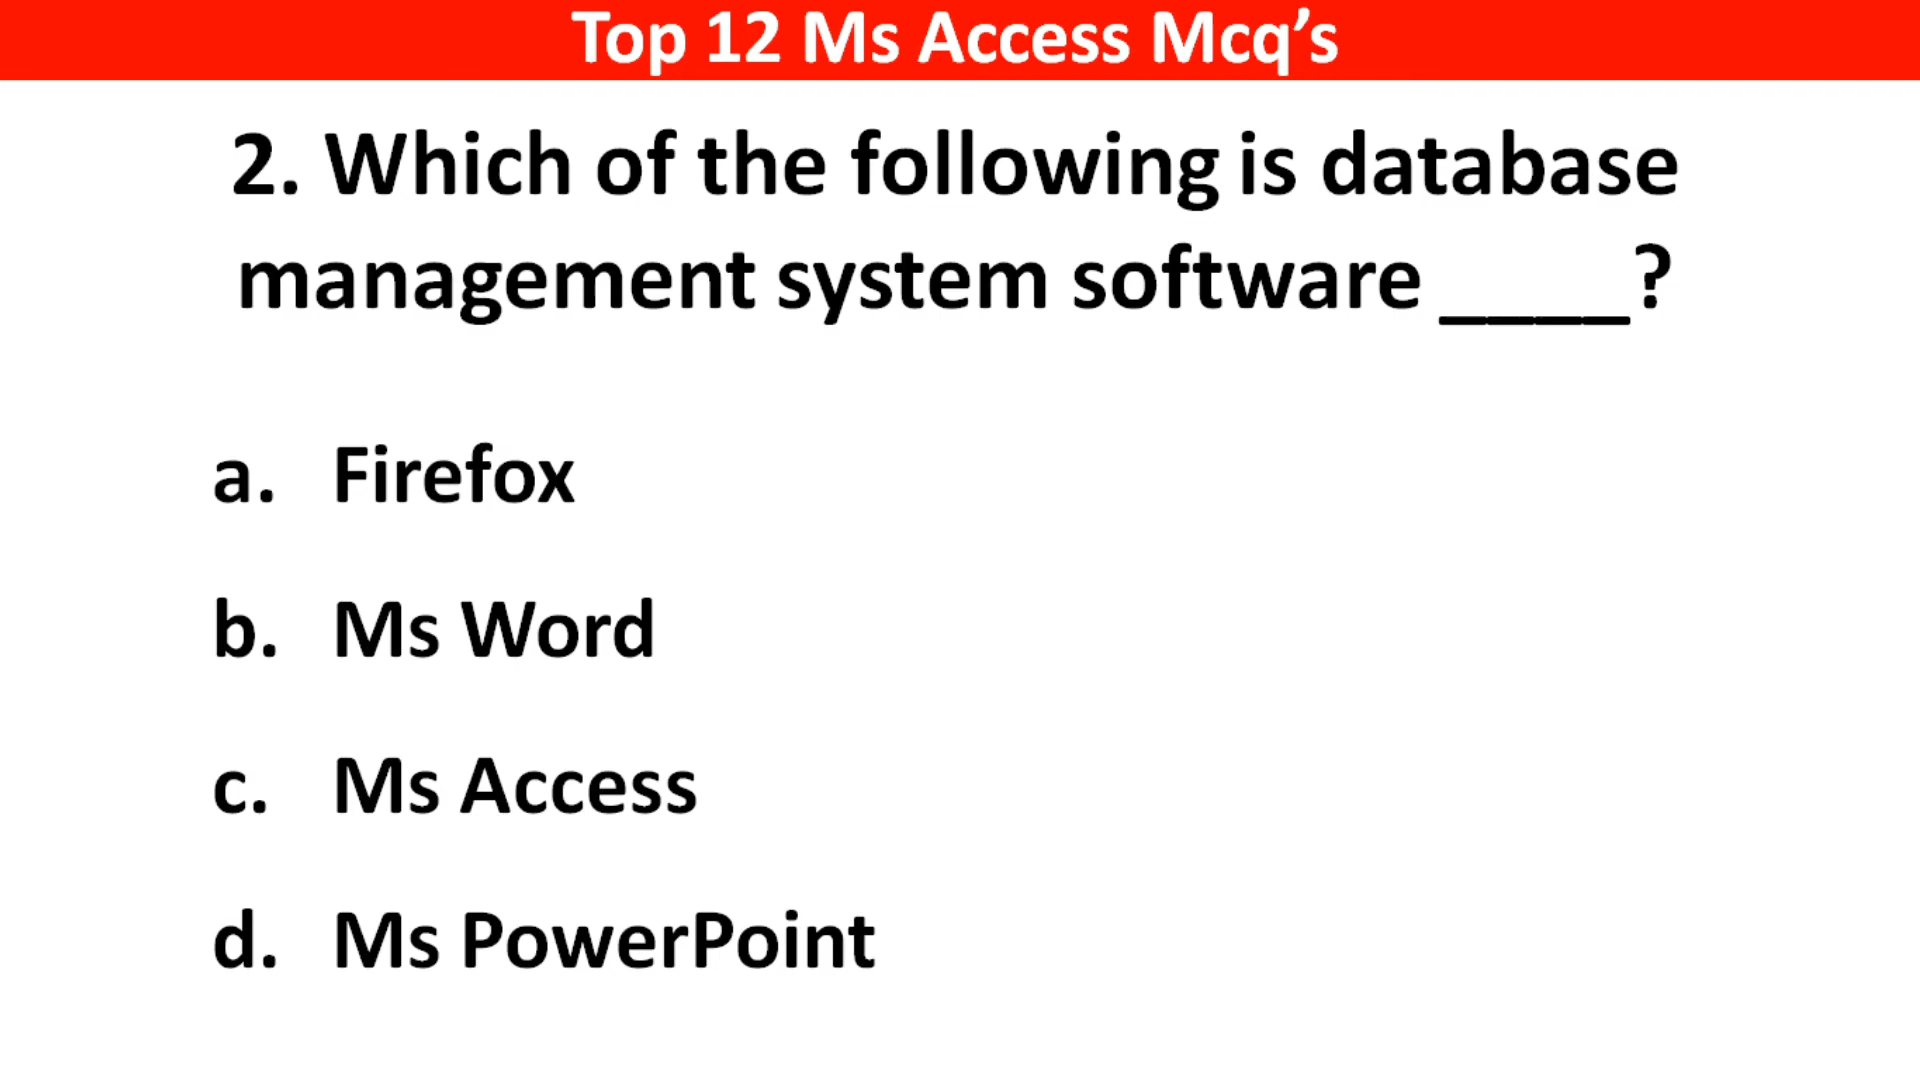 Top 12 Ms Access Mcq’s
2. Which of the following is database
management system software ____?
a. Firefox
b. Ms Word
c. Ms Access
d. Ms PowerPoint